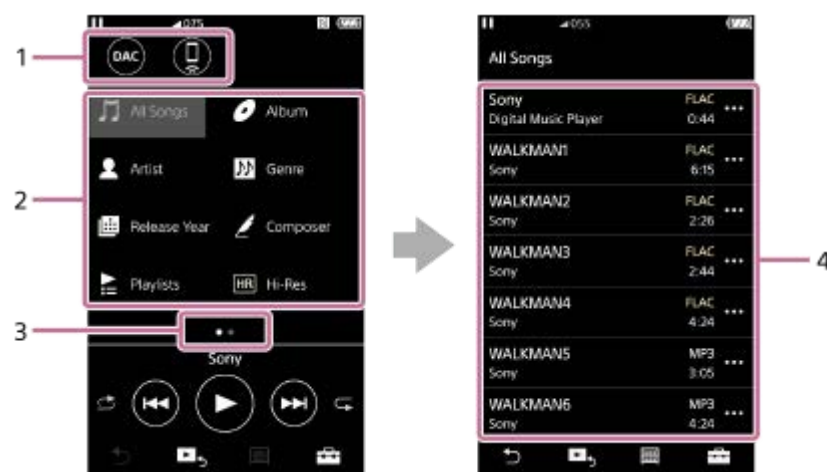 075
1
DAC
2
All Songs
Album
Artist
Genre
Release Year
Composer
Playlists
HR Hi-Res
3
Sony
055
All Songs
Sony FLAC
Digital Music Player 0:44
WALKMAN1 FLAC
Sony 6:15
WALKMAN2 FLAC
Sony 2:26
WALKMAN3 FLAC
Sony 2:44
WALKMAN4 FLAC
Sony 4:24
WALKMAN5 MP3
Sony 3:05
WALKMAN6 MP3
Sony 4:24
4